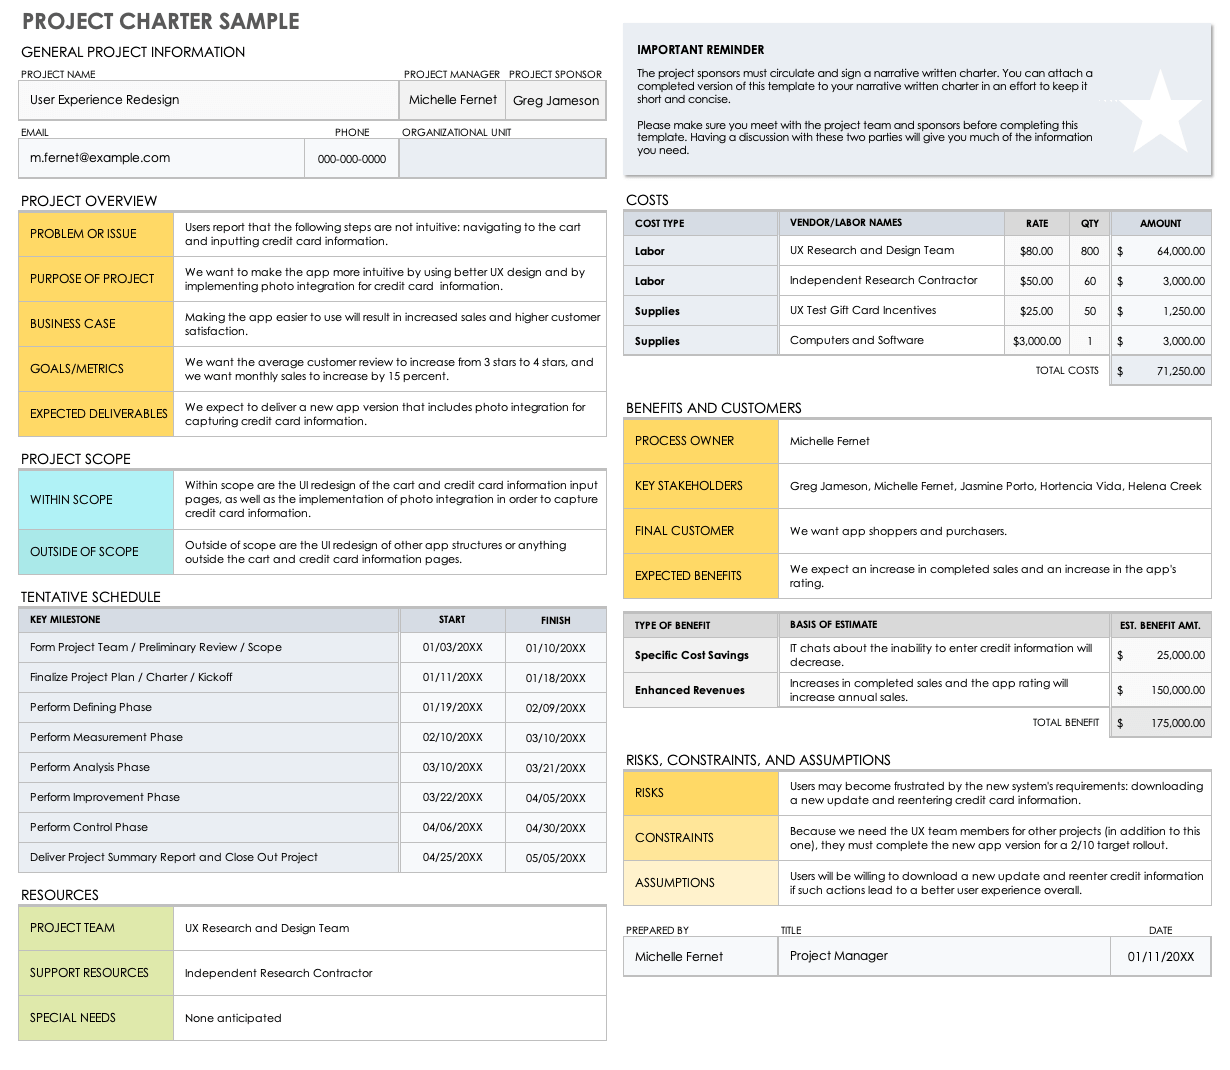 PROJECT CHARTER SAMPLE
GENERAL PROJECT INFORMATION
PROJECT NAME PROJECT MANAGER PROJECT SPONSOR
User Experience Redesign Michelle Fernet Greg Jameson
EMAIL PHONE ORGANIZATIONAL UNIT
m.fernet@example.com 000-000-0000
PROJECT OVERVIEW
PROBLEM OR ISSUE
Users report that the following steps are not intuitive: navigating to the cart
and inputting credit card information.
PURPOSE OF PROJECT
We want to make the app more intuitive by using better UX design and by
implementing photo integration for credit card information.
BUSINESS CASE
Making the app easier to use will result in increased sales and higher customer
satisfaction.
GOALS/METRICS
We want the average customer review to increase from 3 stars to 4 stars, and
we want monthly sales to increase by 15 percent.
EXPECTED DELIVERABLES
We expect to deliver a new app version that includes photo integration for
capturing credit card information.
PROJECT SCOPE
WITHIN SCOPE
Within scope are the UI redesign of the cart and credit card information input
pages, as well as the implementation of photo integration in order to capture
credit card information.
OUTSIDE OF SCOPE
Outside of scope are the UI redesign of other app structures or anything
outside the cart and credit card information pages.
TENTATIVE SCHEDULE
KEY MILESTONE START FINISH
Form Project Team / Preliminary Review / Scope 01/03/20XX 01/10/20XX
Finalize Project Plan / Charter / Kickoff 01/11/20XX 01/18/20XX
Perform Defining Phase 01/19/20XX 02/09/20XX
Perform Measurement Phase 02/10/20XX 03/10/20XX
Perform Analysis Phase 03/10/20XX 03/21/20XX
Perform Improvement Phase 03/22/20XX 04/05/20XX
Perform Control Phase 04/06/20XX 04/30/20XX
Deliver Project Summary Report and Close Out Project 04/25/20XX 05/05/20XX
RESOURCES
PROJECT TEAM UX Research and Design Team
SUPPORT RESOURCES Independent Research Contractor
SPECIAL NEEDS None anticipated
IMPORTANT REMINDER
The project sponsors must circulate and sign a narrative written charter. You can attach a
completed version of this template to your narrative written charter in an effort to keep it
short and concise.
Please make sure you meet with the project team and sponsors before completing this
template. Having a discussion with these two parties will give you much of the information
you need.
COSTS
COST TYPE VENDOR/LABOR NAMES RATE QTY AMOUNT
Labor UX Research and Design Team $80.00 800 $ 64,000.00
Labor Independent Research Contractor $50.00 60 $ 3,000.00
Supplies UX Test Gift Card Incentives $25.00 50 $ 1,250.00
Supplies Computers and Software $3,000.00 1 $ 3,000.00
TOTAL COSTS $ 71,250.00
BENEFITS AND CUSTOMERS
PROCESS OWNER Michelle Fernet
KEY STAKEHOLDERS Greg Jameson, Michelle Fernet, Jasmine Porto, Hortencia Vida, Helena Creek
FINAL CUSTOMER We want app shoppers and purchasers.
EXPECTED BENEFITS
We expect an increase in completed sales and an increase in the app's
rating.
TYPE OF BENEFIT BASIS OF ESTIMATE EST. BENEFIT AMT.
Specific Cost Savings
IT chats about the inability to enter credit information will
decrease.
$ 25,000.00
Enhanced Revenues
Increases in completed sales and the app rating will
increase annual sales.
$ 150,000.00
TOTAL BENEFIT $ 175,000.00
RISKS, CONSTRAINTS, AND ASSUMPTIONS
RISKS
Users may become frustrated by the new system's requirements: downloading
a new update and reentering credit card information.
CONSTRAINTS
Because we need the UX team members for other projects (in addition to this
one), they must complete the new app version for a 2/10 target rollout.
ASSUMPTIONS
Users will be willing to download a new update and reenter credit information
if such actions lead to a better user experience overall.
PREPARED BY TITLE DATE
Michelle Fernet Project Manager 01/11/20XX